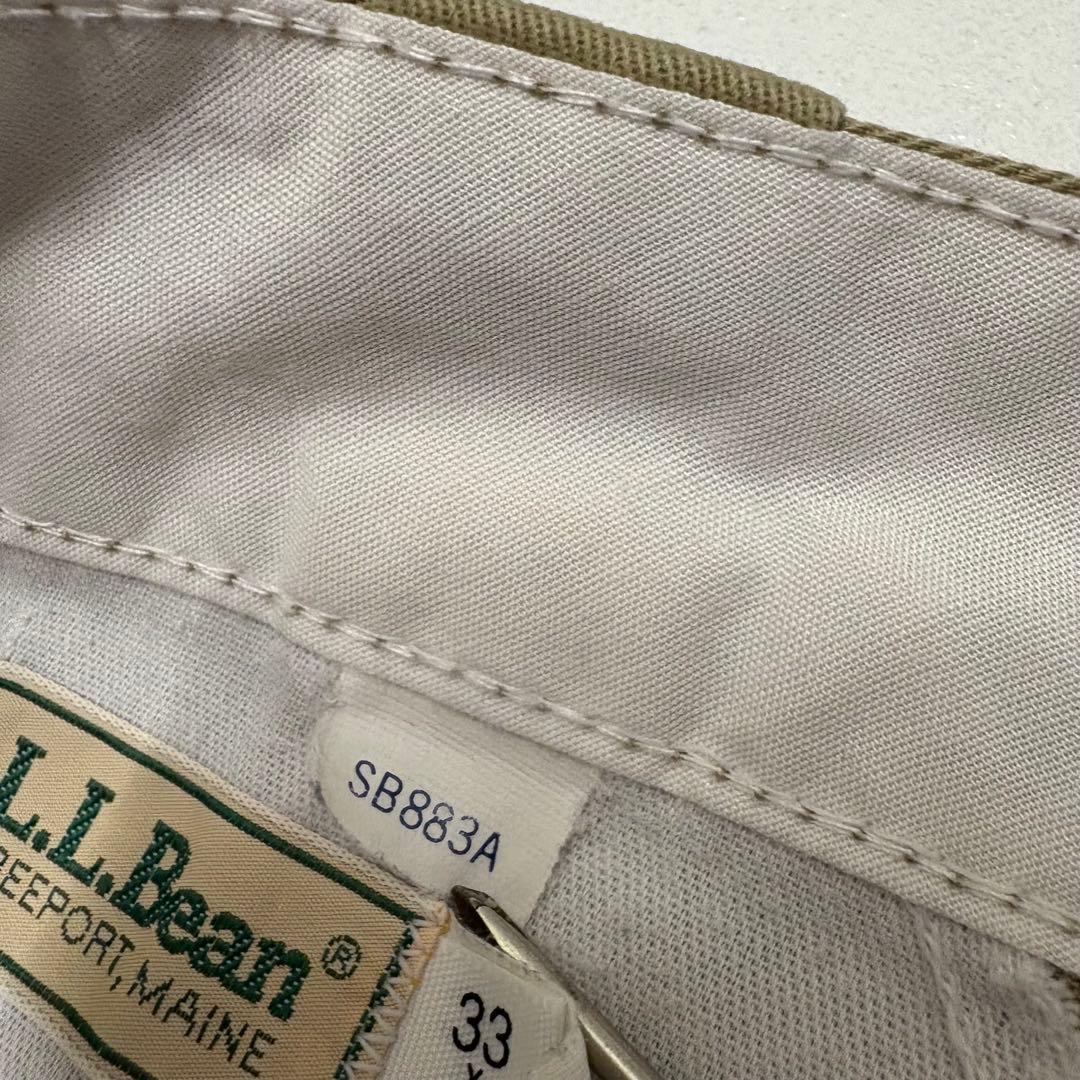 SB883A
L.L.Bean®
REEPORT, MAINE
33